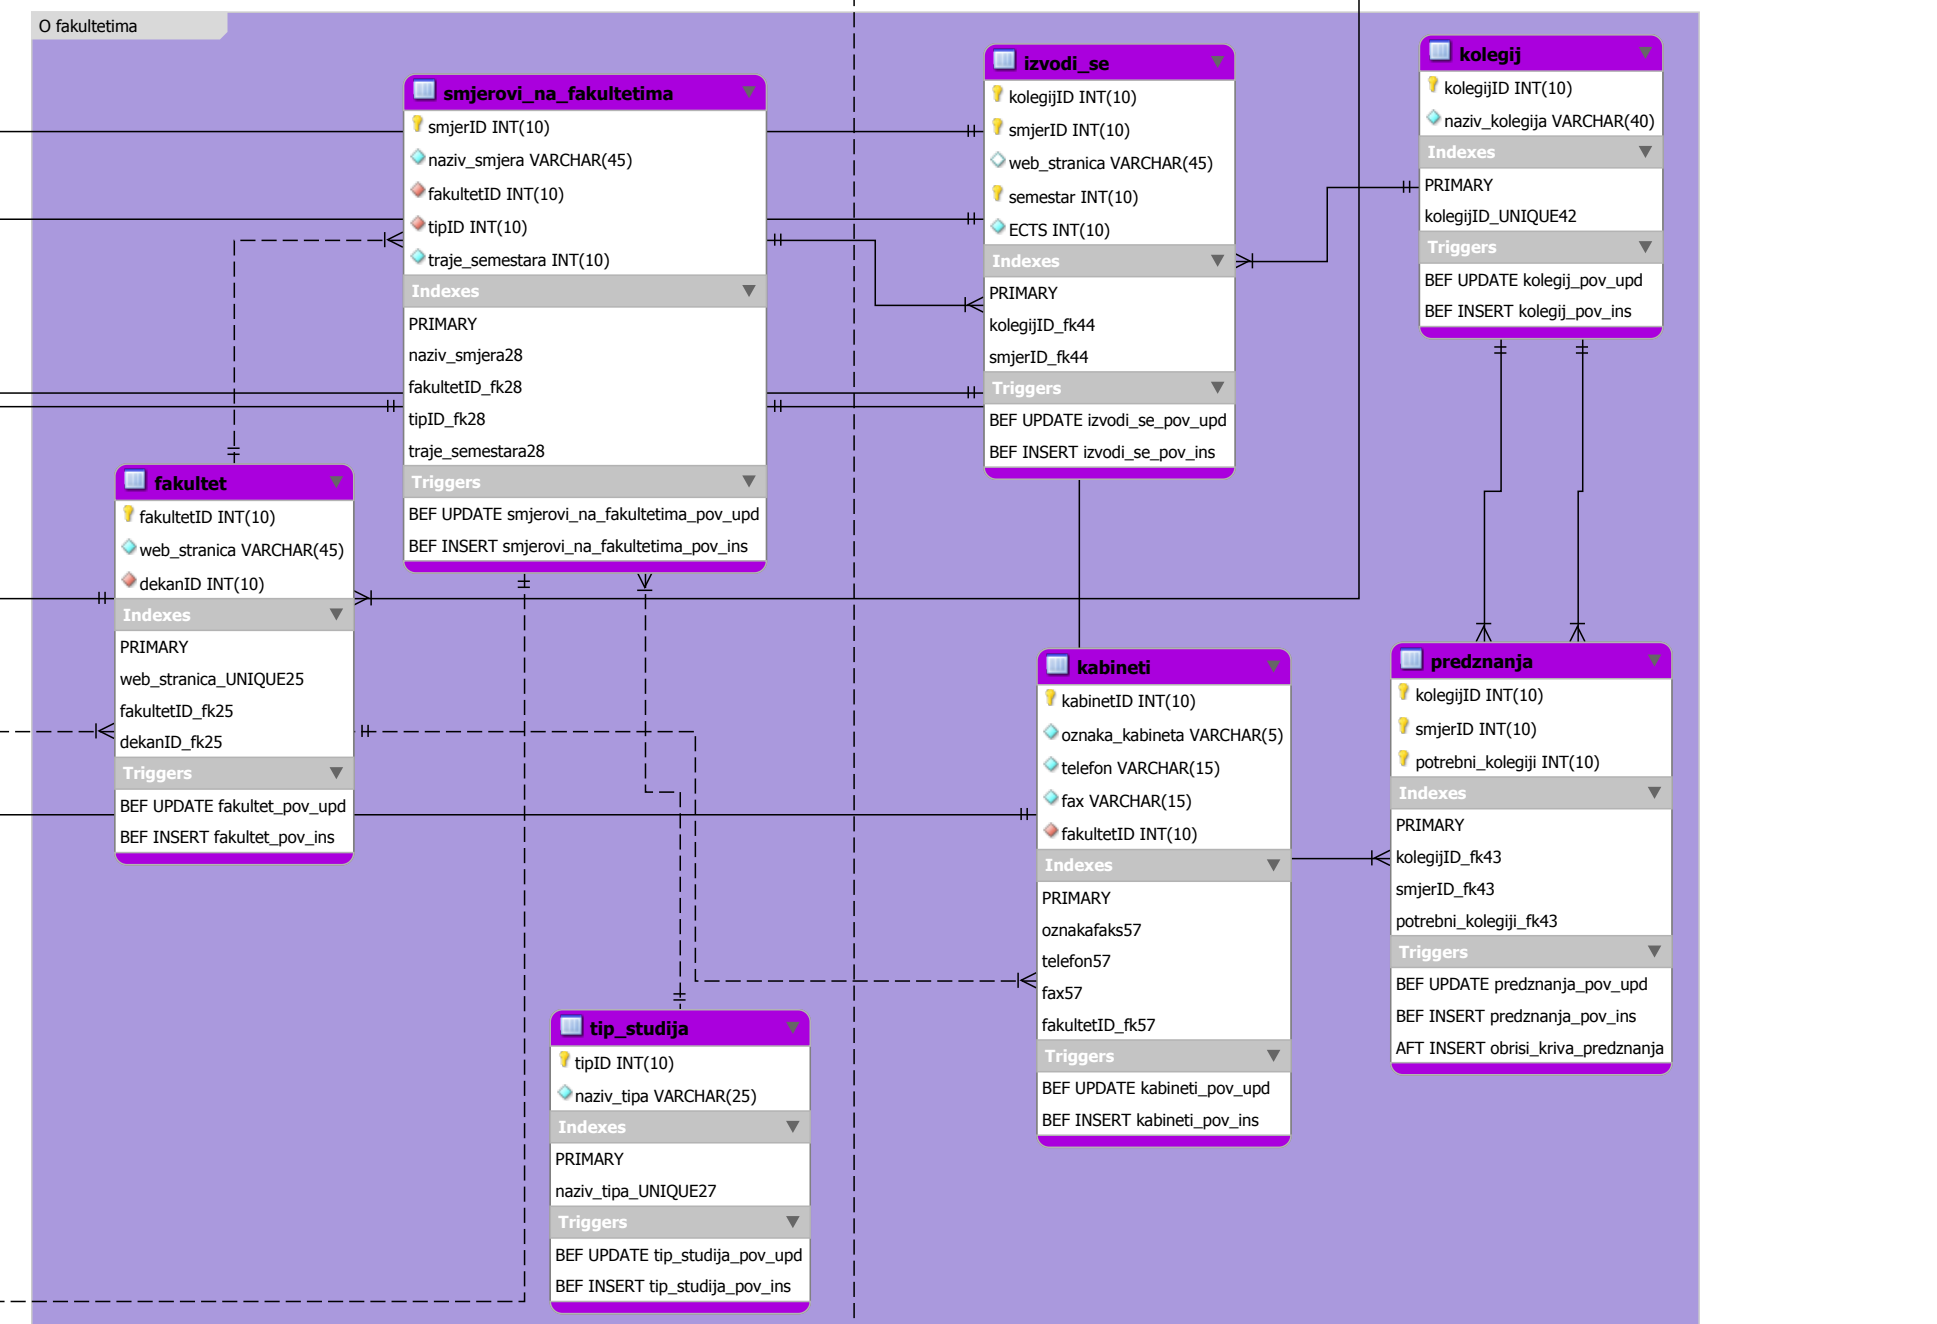 O fakultetima
smjerovi_na_fakultetima
smjerID INT(10)
naziv_smjera VARCHAR(45)
fakultetID INT(10)
tipID INT(10)
traje_semestara INT(10)
Indexes
PRIMARY
naziv_smjera28
fakultetID_fk28
tipID_fk28
traje_semestara28
Triggers
BEF UPDATE smjerovi_na_fakultetima_pov_upd
BEF INSERT smjerovi_na_fakultetima_pov_ins
izvodi_se
kolegijID INT(10)
smjerID INT(10)
web_stranica VARCHAR(45)
semestar INT(10)
ECTS INT(10)
Indexes
PRIMARY
kolegijID_fk44
smjerID_fk44
Triggers
BEF UPDATE izvodi_se_pov_upd
BEF INSERT izvodi_se_pov_ins
kolegij
kolegijID INT(10)
naziv_kolegija VARCHAR(40)
Indexes
PRIMARY
kolegijID_UNIQUE42
Triggers
BEF UPDATE kolegij_pov_upd
BEF INSERT kolegij_pov_ins
fakultet
fakultetID INT(10)
web_stranica VARCHAR(45)
dekanID INT(10)
Indexes
PRIMARY
web_stranica_UNIQUE25
fakultetID_fk25
dekanID_fk25
Triggers
BEF UPDATE fakultet_pov_upd
BEF INSERT fakultet_pov_ins
kabineti
kabinetID INT(10)
oznaka_kabineta VARCHAR(5)
telefon VARCHAR(15)
fax VARCHAR(15)
fakultetID INT(10)
Indexes
PRIMARY
oznakafaks57
telefon57
fax57
fakultetID_fk57
Triggers
BEF UPDATE kabineti_pov_upd
BEF INSERT kabineti_pov_ins
predznanja
kolegijID INT(10)
smjerID INT(10)
potrebni_kolegiji INT(10)
Indexes
PRIMARY
kolegijID_fk43
smjerID_fk43
potrebni_kolegiji_fk43
Triggers
BEF UPDATE predznanja_pov_upd
BEF INSERT predznanja_pov_ins
AFT INSERT obrisi_kriva_predznanja
tip_studija
tipID INT(10)
naziv_tipa VARCHAR(25)
Indexes
PRIMARY
naziv_tipa_UNIQUE27
Triggers
BEF UPDATE tip_studija_pov_upd
BEF INSERT tip_studija_pov_ins